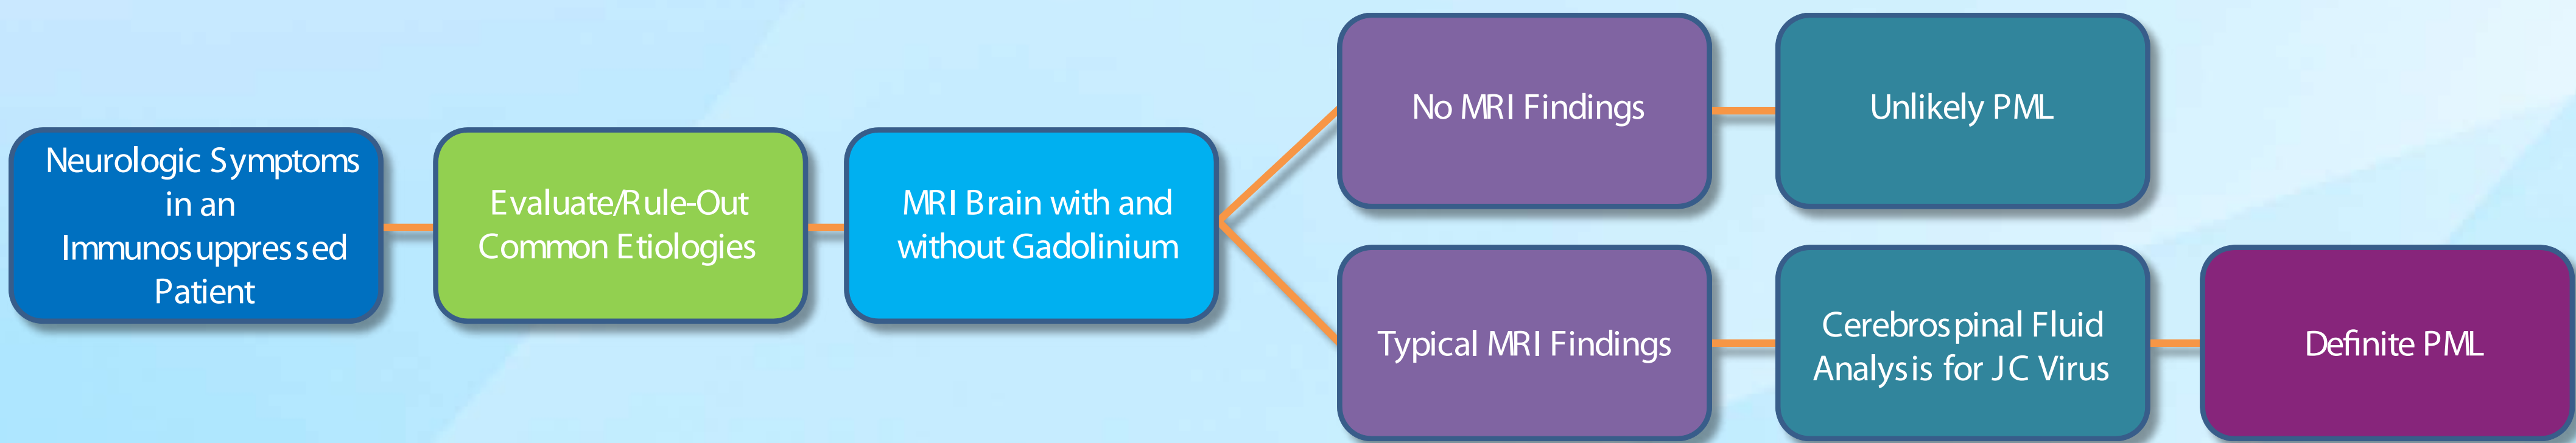 Neurologic Symptoms
in an
Immunosuppressed
Patient
Evaluate/Rule-Out
Common Etiologies
MRI Brain with and
without Gadolinium
No MRI Findings
Unlikely PML
Typical MRI Findings
Cerebrospinal Fluid
Analysis for JC Virus
Definite PML